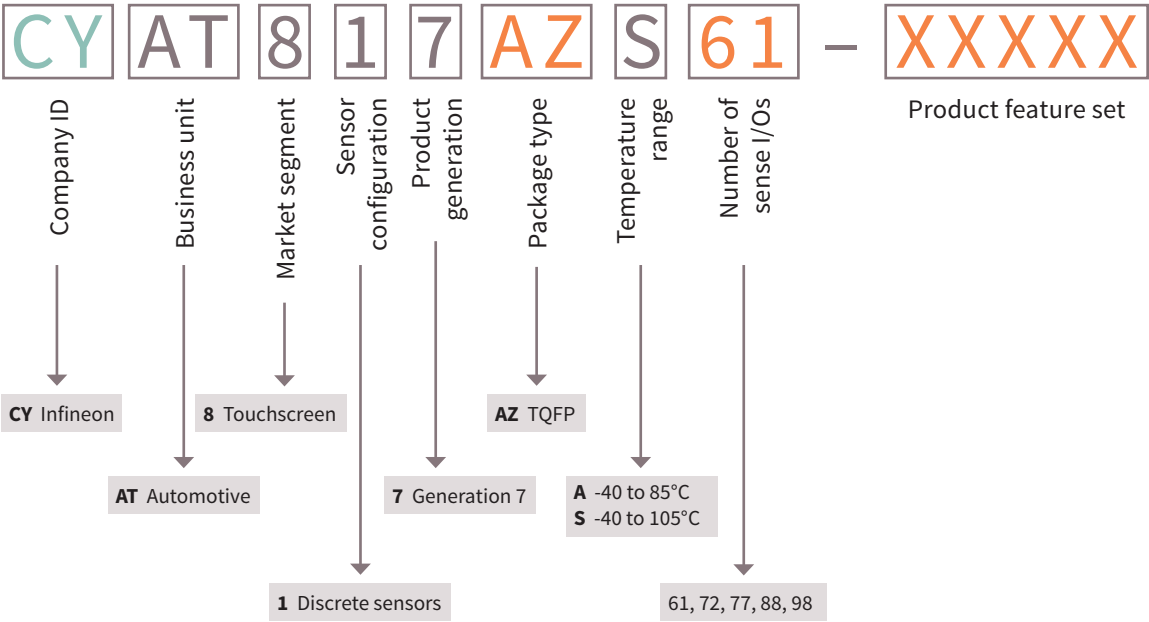 CY AT 8 1 7 AZ S 61 – XXXXX
Company ID
Business unit
Market segment
Sensor
configuration
Product
generation
Package type
Temperature
range
Number of
sense I/Os
Product feature set
CY Infineon
8 Touchscreen
AZ TQFP
AT Automotive
7 Generation 7
A -40 to 85°C
S -40 to 105°C
1 Discrete sensors
61, 72, 77, 88, 98